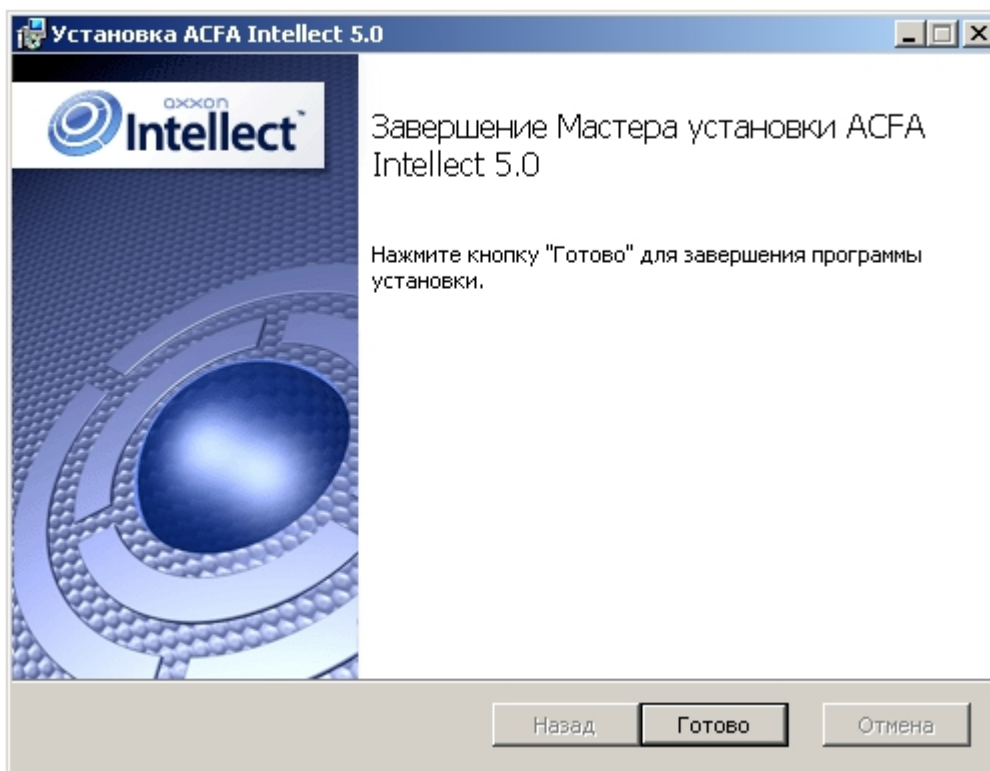 Установка ACFA Intellect 5.0
axxon
Intellect™
Завершение Мастера установки ACFA
Intellect 5.0
Нажмите кнопку "Готово" для завершения программы
установки.
Назад
Готово
Отмена